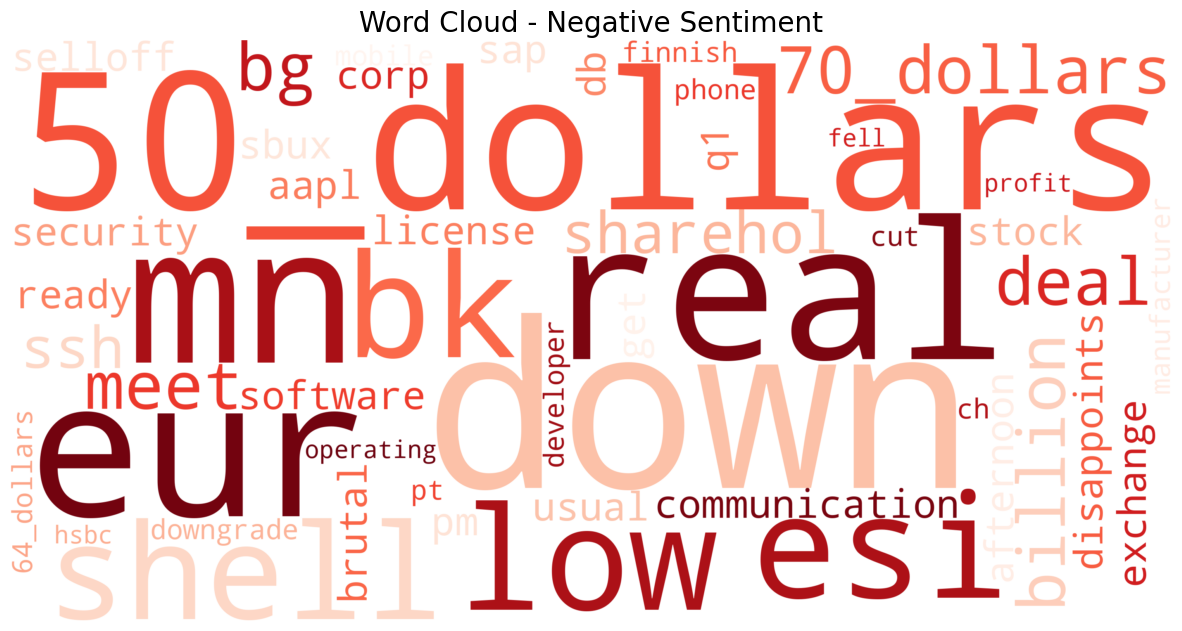 Word Cloud - Negative Sentiment
selloff
bg
mobile
corp
sap
db
finnish
phone
70_dollars
50_dollars
sbux
aapl
q1
fell
profit
security
license
sharehol
cut
stock
manufacturer
ready
mn
bk
real
get
deal
ssh
meet
software
down
developer
disappoints
billion
eur
operating
ch
afternoon
exchange
64_dollars
brutal
pt
low
usual
communication
esi
hsbc
downgrade
pm
shell